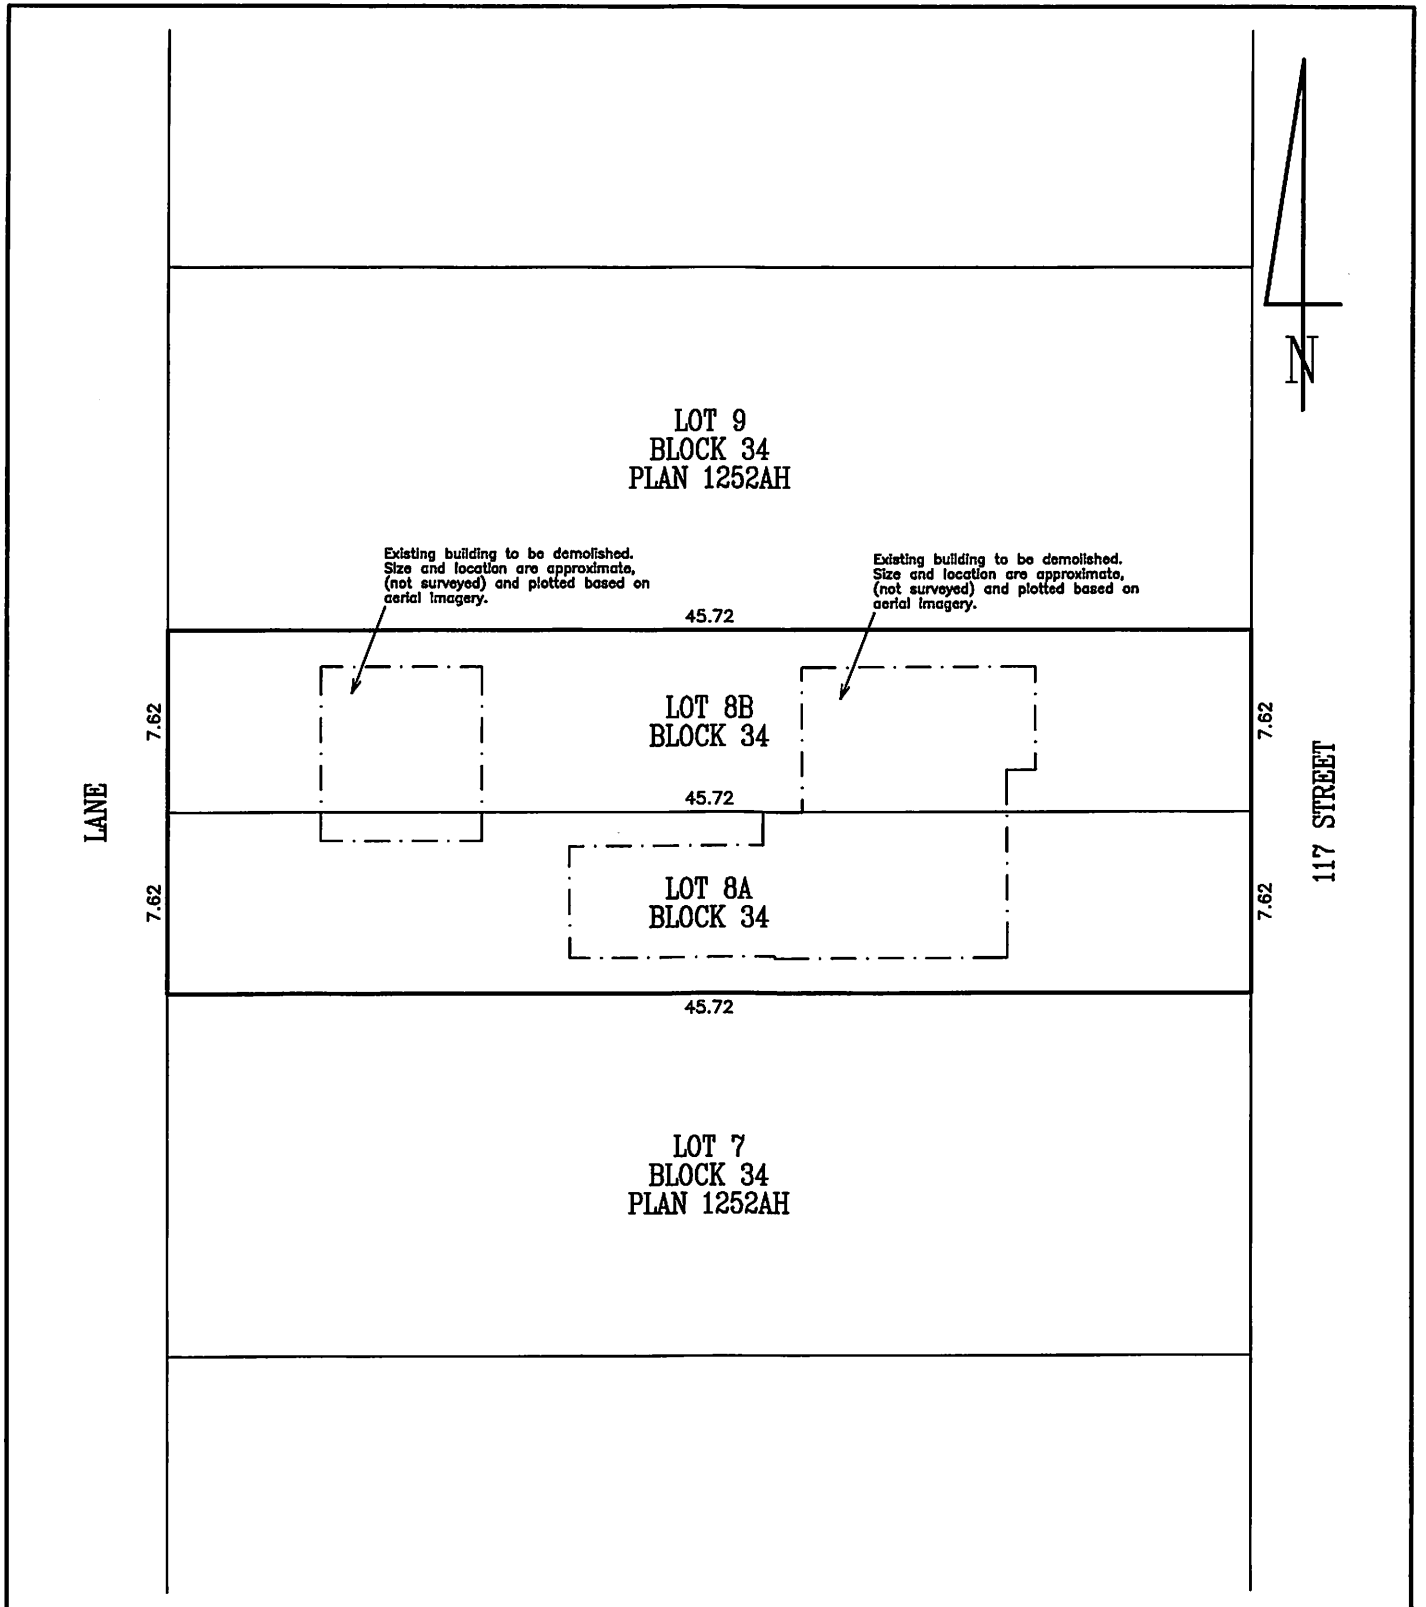 N
LOT 9
BLOCK 34
PLAN 1252AH
Existing building to be demolished.
Size and location are approximate,
(not surveyed) and plotted based on
aerial imagery.
Existing building to be demolished.
Size and location are approximate,
(not surveyed) and plotted based on
aerial imagery.
45.72
7.62
LOT 8B
BLOCK 34
7.62
LANE
45.72
117 STREET
7.62
LOT 8A
BLOCK 34
7.62
45.72
LOT 7
BLOCK 34
PLAN 1252AH